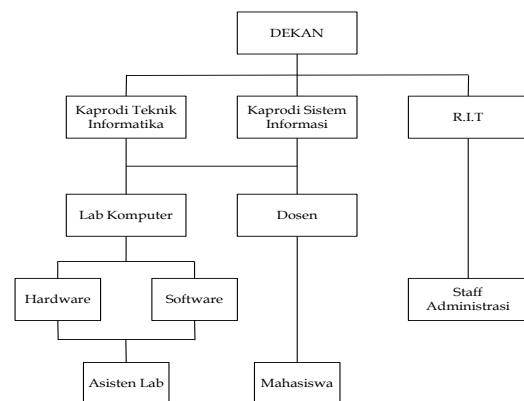 DEKAN
Kaprodi Teknik
Informatika
Kaprodi Sistem
Informasi
R.I.T
Lab Komputer
Dosen
Hardware
Software
Staff
Administrasi
Asisten Lab
Mahasiswa